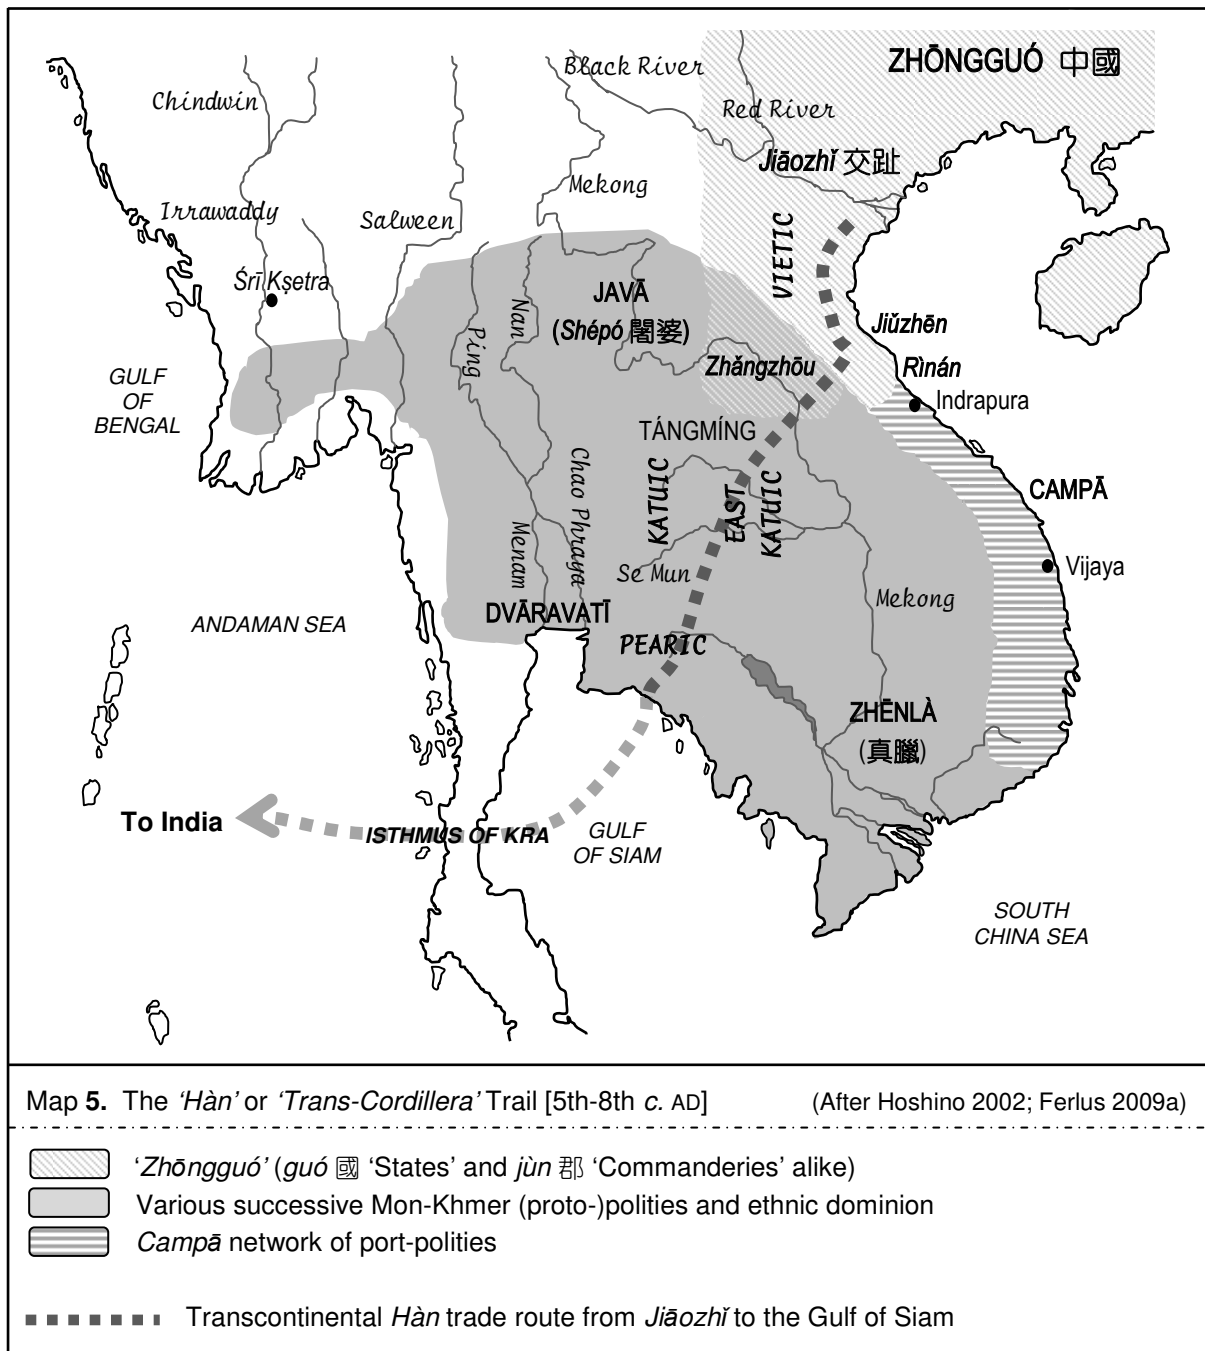 ZHŌNGGUÓ 中國
Black River
Chindwin
Red River
Jiāozhǐ 交趾
Mekong
Irrawaddy
Salween
VIETIC
Śrī Kṣetra
JAVĀ
(Shépó 闍婆)
Nan
Ping
Jiǔzhēn
Zhǎngzhōu
Rìnán
Indrapura
GULF
OF
BENGAL
TÁNGMÍNG
CAMPĀ
KATUIC
EAST
KATUIC
Chao Phraya
Menam
Se Mun
Vijaya
Mekong
DVĀRAVATĪ
ANDAMAN SEA
PEARIC
ZHĒNLÀ
(真臘)
To India
ISTHMUS OF KRA
GULF
OF SIAM
SOUTH
CHINA SEA
Map 5. The ‘Hàn’ or ‘Trans-Cordillera’ Trail [5th-8th c. AD] (After Hoshino 2002; Ferlus 2009a)
‘Zhōngguó’ (guó 國 ‘States’ and jùn 郡 ‘Commanderies’ alike)
Various successive Mon-Khmer (proto-)polities and ethnic dominion
Campā network of port-polities
Transcontinental Hàn trade route from Jiāozhǐ to the Gulf of Siam